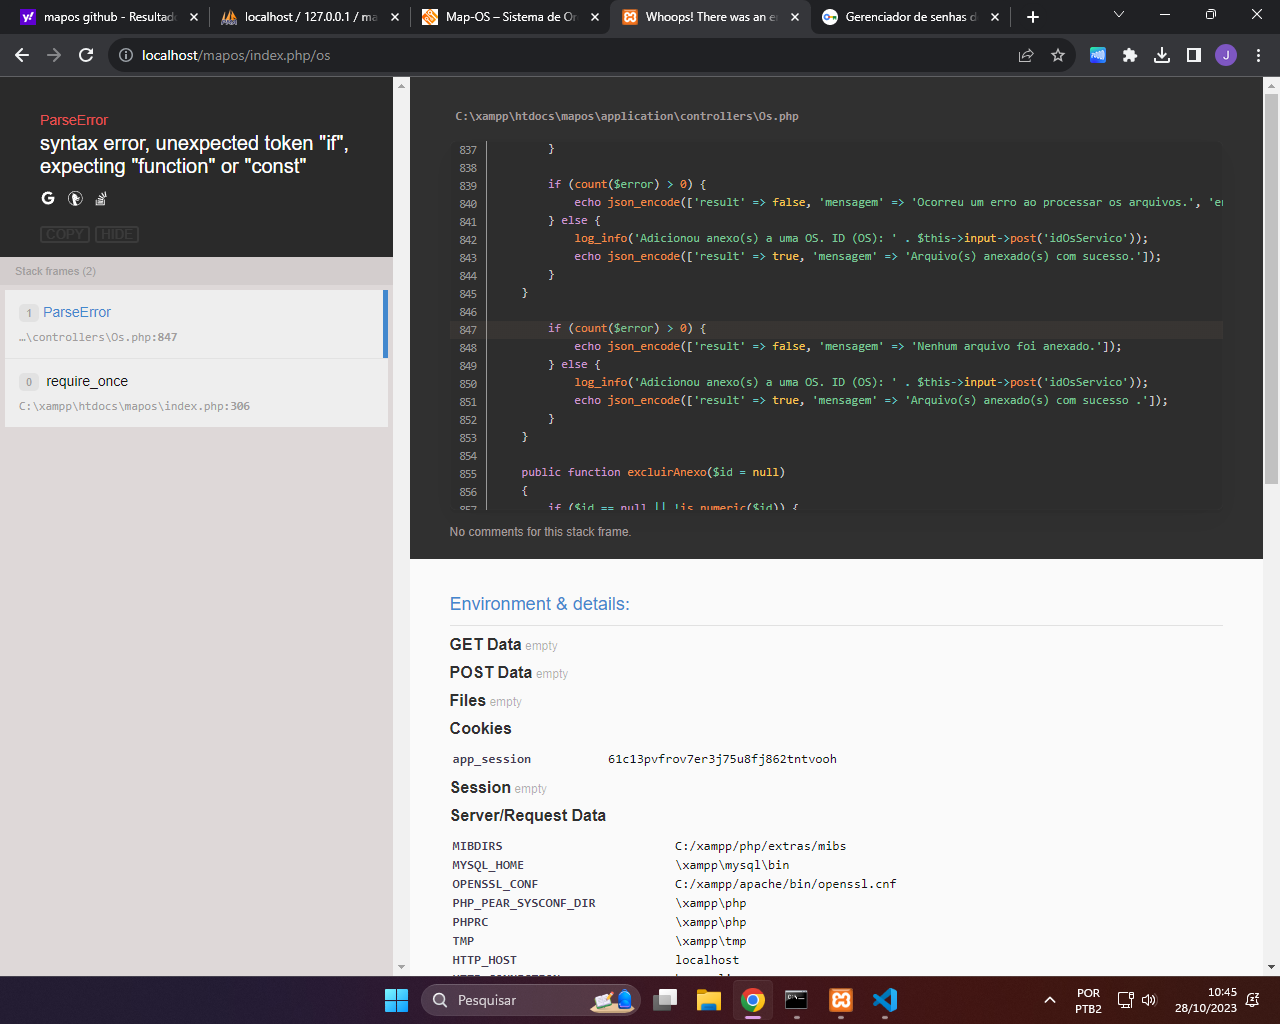 mapos github - Resultado
localhost / 127.0.0.1 / ma
Map-OS – Sistema de Or
Whoops! There was an e
Gerenciador de senhas d
localhost/mapos/index.php/os
J
ParseError
syntax error, unexpected token "if",
expecting "function" or "const"
COPY HIDE
Stack frames (2)
1 ParseError
…\controllers\Os.php:847
0 require_once
C:\xampp\htdocs\mapos\index.php:306
C:\xampp\htdocs\mapos\application\controllers\Os.php
837 }
838
839 if (count($error) > 0) {
840 echo json_encode(['result' => false, 'mensagem' => 'Ocorreu um erro ao processar os arquivos.', 'er
841 } else {
842 log_info('Adicionou anexo(s) a uma OS. ID (OS): ' . $this->input->post('idOsServico'));
843 echo json_encode(['result' => true, 'mensagem' => 'Arquivo(s) anexado(s) com sucesso.']);
844 }
845 }
846
847 if (count($error) > 0) {
848 echo json_encode(['result' => false, 'mensagem' => 'Nenhum arquivo foi anexado.']);
849 } else {
850 log_info('Adicionou anexo(s) a uma OS. ID (OS): ' . $this->input->post('idOsServico'));
851 echo json_encode(['result' => true, 'mensagem' => 'Arquivo(s) anexado(s) com sucesso .']);
852 }
853 }
854
855 public function excluirAnexo($id = null)
856 {
857 if ($id == null || !is_numeric($id)) {
No comments for this stack frame.
Environment & details:
GET Data empty
POST Data empty
Files empty
Cookies
app_session 61c13pvfrov7er3j75u8fj862tntvooh
Session empty
Server/Request Data
MIBDIRS C:/xampp/php/extras/mibs
MYSQL_HOME \xampp\mysql\bin
OPENSSL_CONF C:/xampp/apache/bin/openssl.cnf
PHP_PEAR_SYSCONF_DIR \xampp\php
PHPRC \xampp\php
TMP \xampp\tmp
HTTP_HOST localhost
Pesquisar
POR
PTB2
10:45
28/10/2023